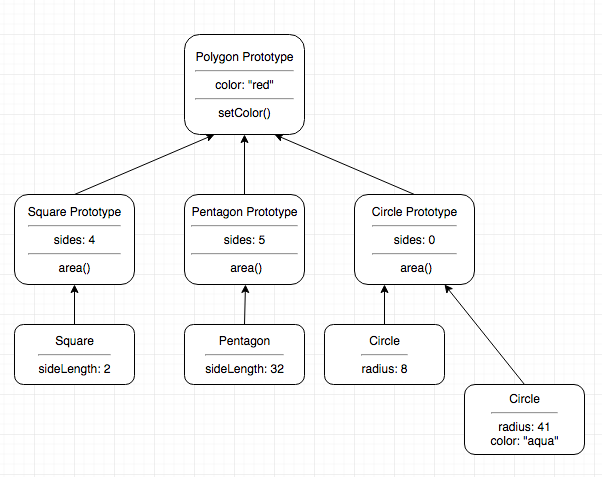 Polygon Prototype
color: "red"
setColor()
Square Prototype
sides: 4
area()
Pentagon Prototype
sides: 5
area()
Circle Prototype
sides: 0
area()
Square
sideLength: 2
Pentagon
sideLength: 32
Circle
radius: 8
Circle
radius: 41
color: "aqua"